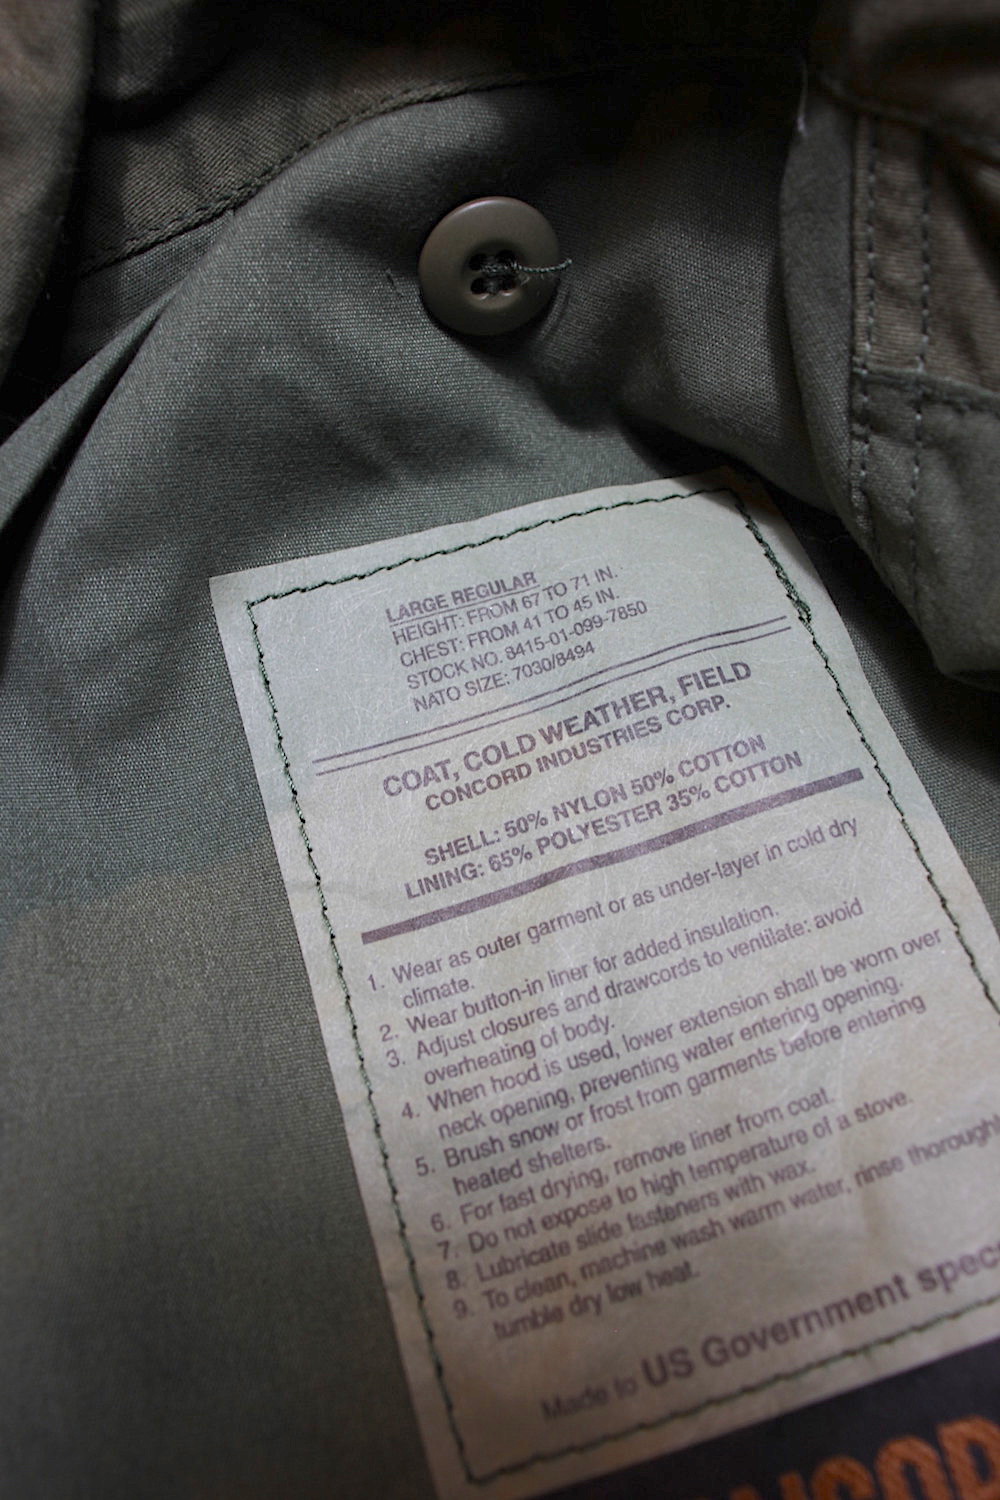 LARGE REGULAR
HEIGHT: FROM 67 TO 71 IN.
CHEST: FROM 41 TO 45 IN.
STOCK NO. 8415-01-099-7850
NATO SIZE: 7030/8494
COAT, COLD WEATHER, FIELD
CONCORD INDUSTRIES CORP.
SHELL: 50% NYLON 50% COTTON
LINING: 65% POLYESTER 35% COTTON
1. Wear as outer garment or as under-layer in cold dry
climate.
2. Wear button-in liner for added insulation.
3. Adjust closures and drawcords to ventilate: avoid
overheating of body.
4. When hood is used, lower extension shall be worn over
neck opening, preventing water entering opening.
5. Brush snow or frost from garments before entering
heated shelters.
6. For fast drying, remove liner from coat.
7. Do not expose to high temperature of a stove.
8. Lubricate slide fasteners with wax.
9. To clean, machine wash warm water, rinse thorough
tumble dry low heat.
Made to US Government spec